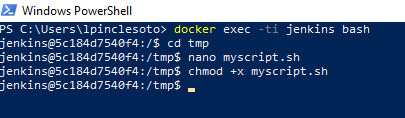 Windows PowerShell
PS C:\Users\lpinclesoto> docker exec -ti jenkins bash
jenkins@5c184d7540f4:/$ cd tmp
jenkins@5c184d7540f4:/tmp$ nano myscript.sh
jenkins@5c184d7540f4:/tmp$ chmod +x myscript.sh
jenkins@5c184d7540f4:/tmp$